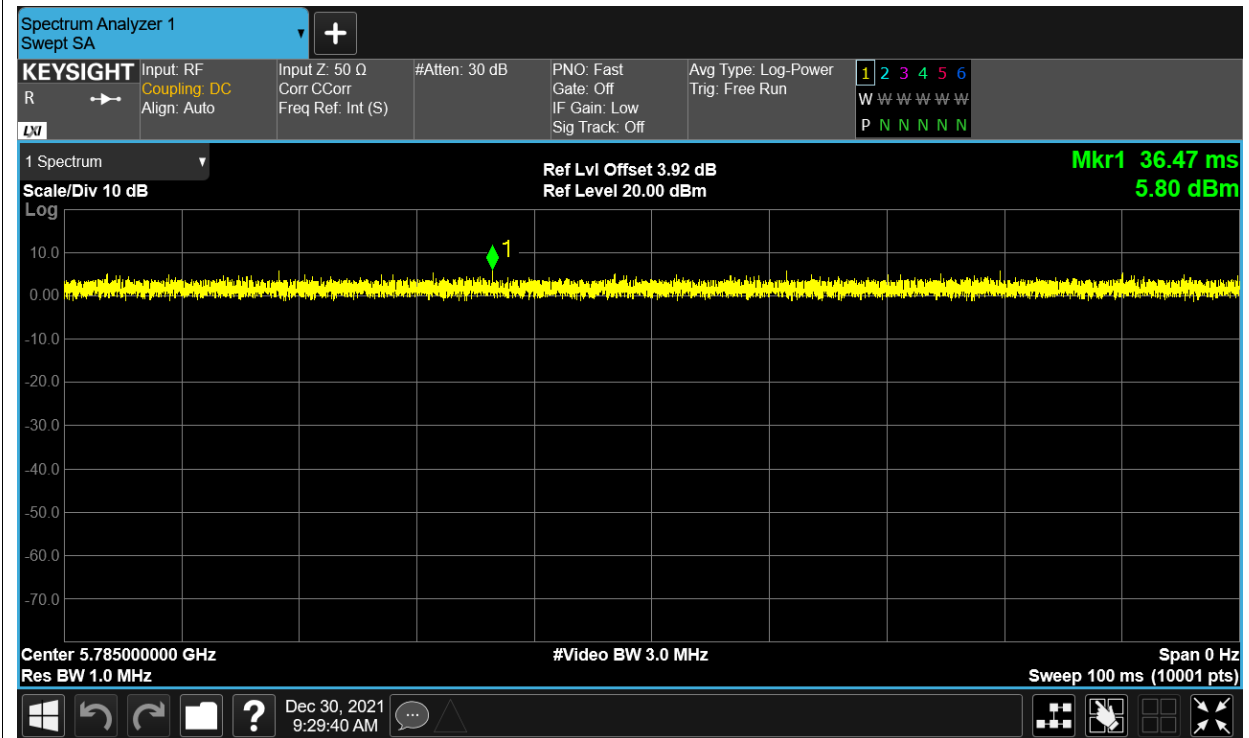 Spectrum Analyzer 1
Swept SA
▼
+
KEYSIGHT
R
LXI
Input: RF
Coupling: DC
Align: Auto
Input Z: 50 Ω
Corr CCorr
Freq Ref: Int (S)
#Atten: 30 dB
PNO: Fast
Gate: Off
IF Gain: Low
Sig Track: Off
Avg Type: Log-Power
Trig: Free Run
1 2 3 4 5 6
W W W W W W
P N N N N N
1 Spectrum ▼
Scale/Div 10 dB
Ref Lvl Offset 3.92 dB
Ref Level 20.00 dBm
Mkr1 36.47 ms
5.80 dBm
Log
1
10.0
0.00
-10.0
-20.0
-30.0
-40.0
-50.0
-60.0
-70.0
Center 5.785000000 GHz
#Video BW 3.0 MHz
Span 0 Hz
Res BW 1.0 MHz
Sweep 100 ms (10001 pts)
?
Dec 30, 2021
9:29:40 AM